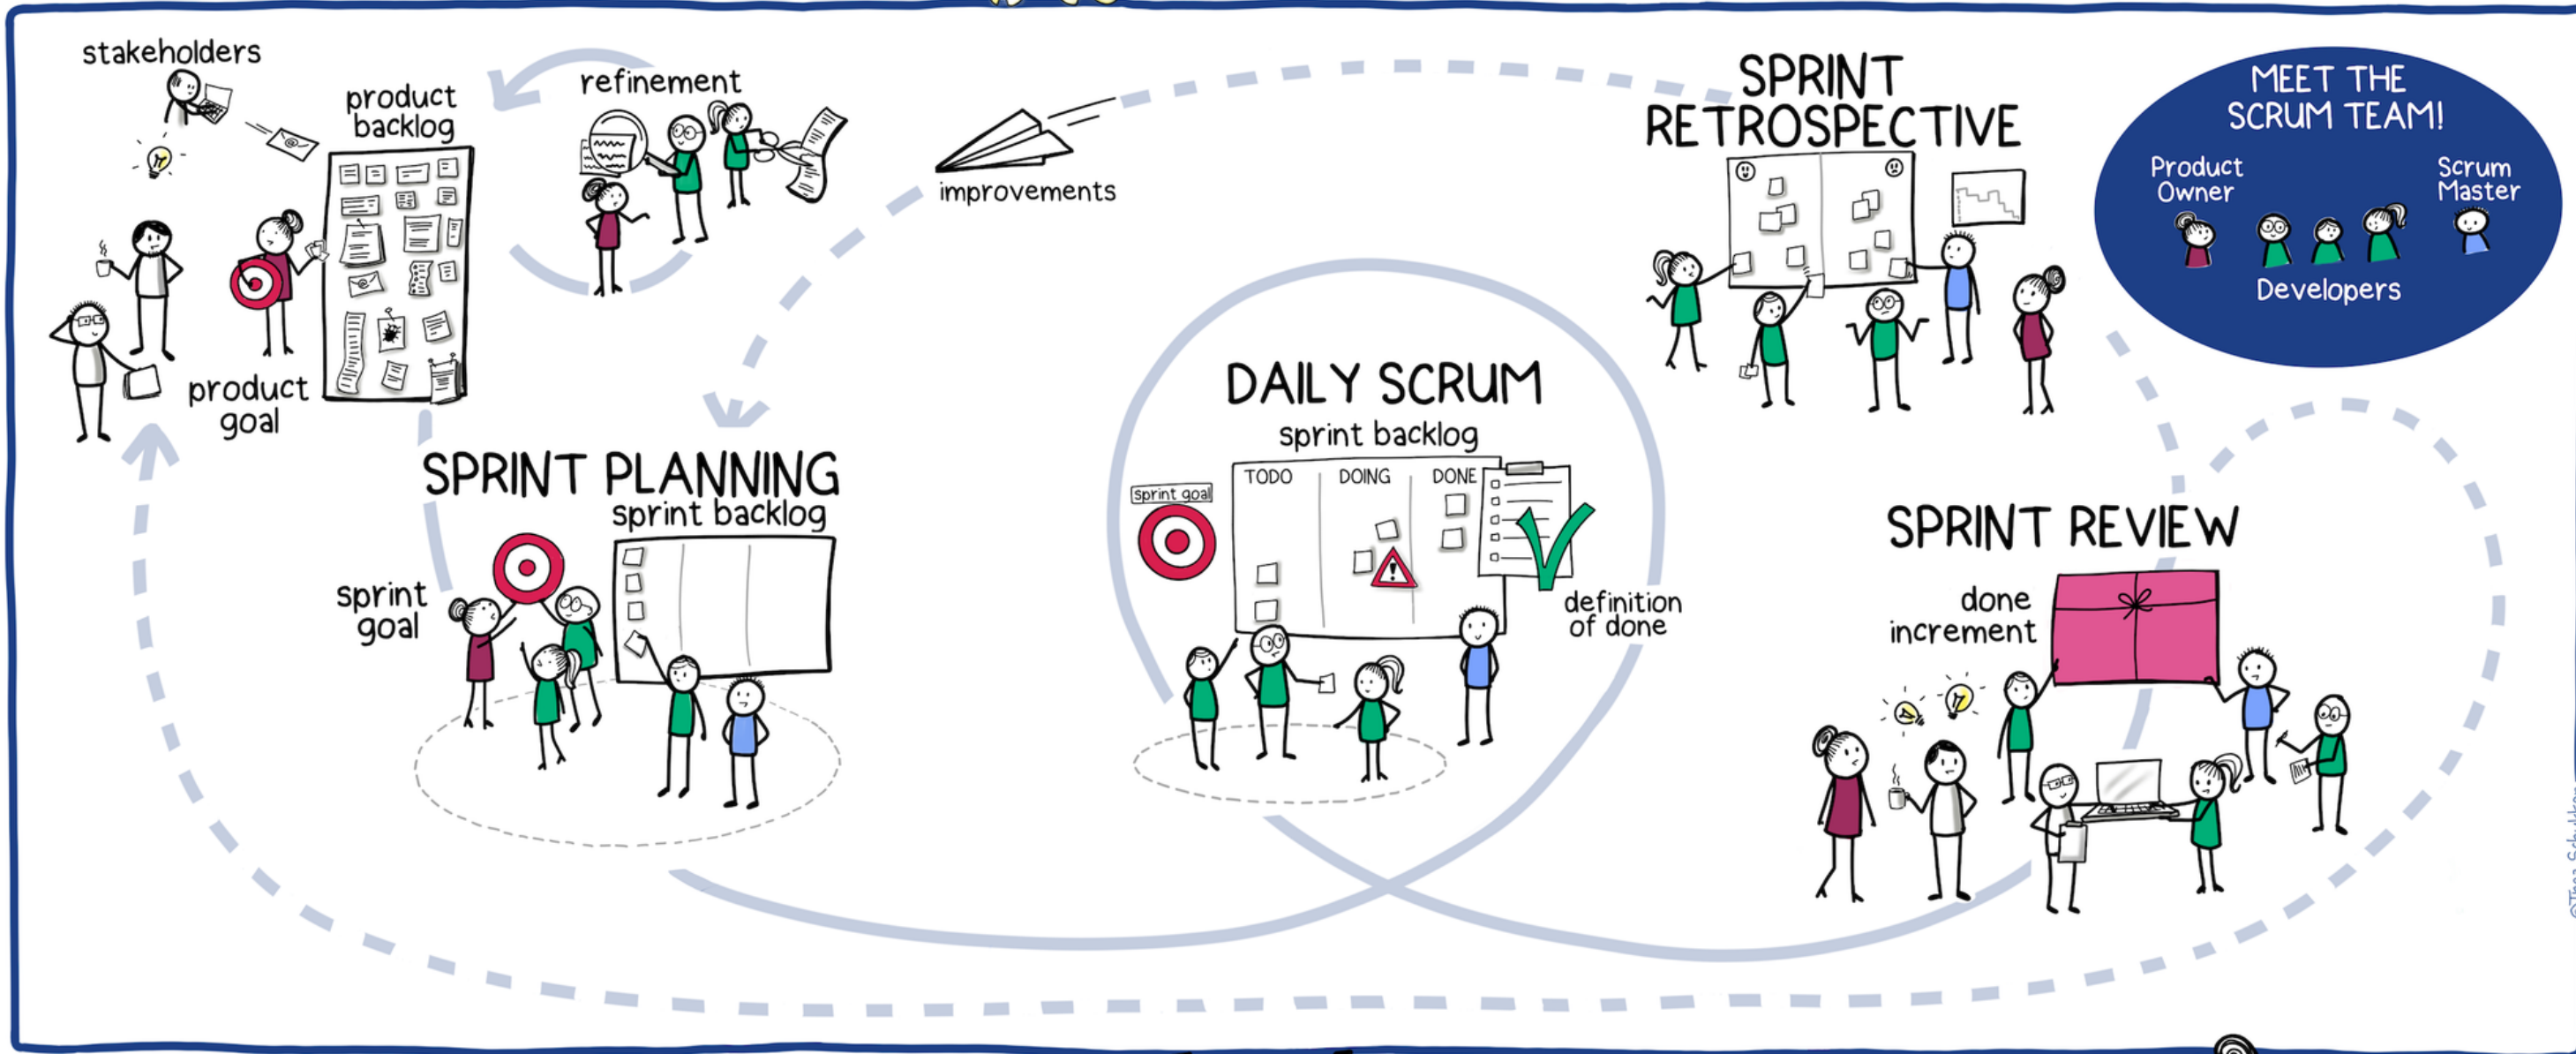 stakeholders
product
backlog
refinement
product
goal
improvements
SPRINT
RETROSPECTIVE
MEET THE
SCRUM TEAM!
Product
Owner
Scrum
Master
Developers
SPRINT PLANNING
sprint backlog
sprint
goal
DAILY SCRUM
sprint backlog
sprint goal
TODO
DOING
DONE
definition
of done
SPRINT REVIEW
done
increment